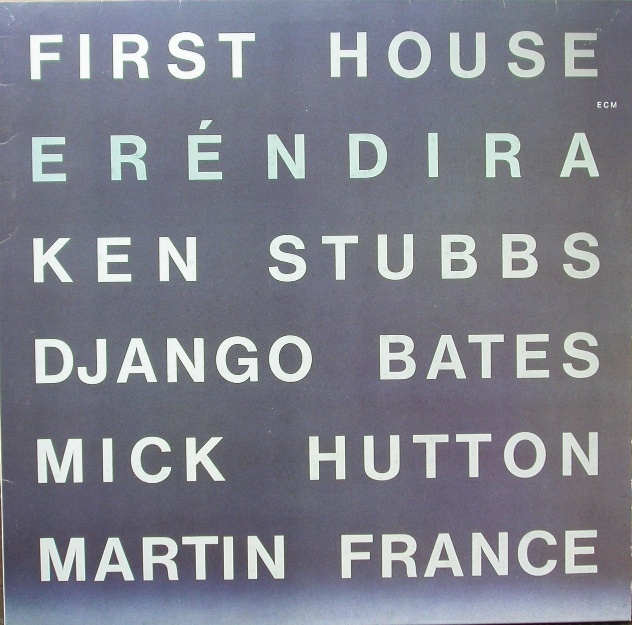 FIRST HOUSE
ECM
ERÉNDIRA
KEN STUBBS
DJANGO BATES
MICK HUTTON
MARTIN FRANCE